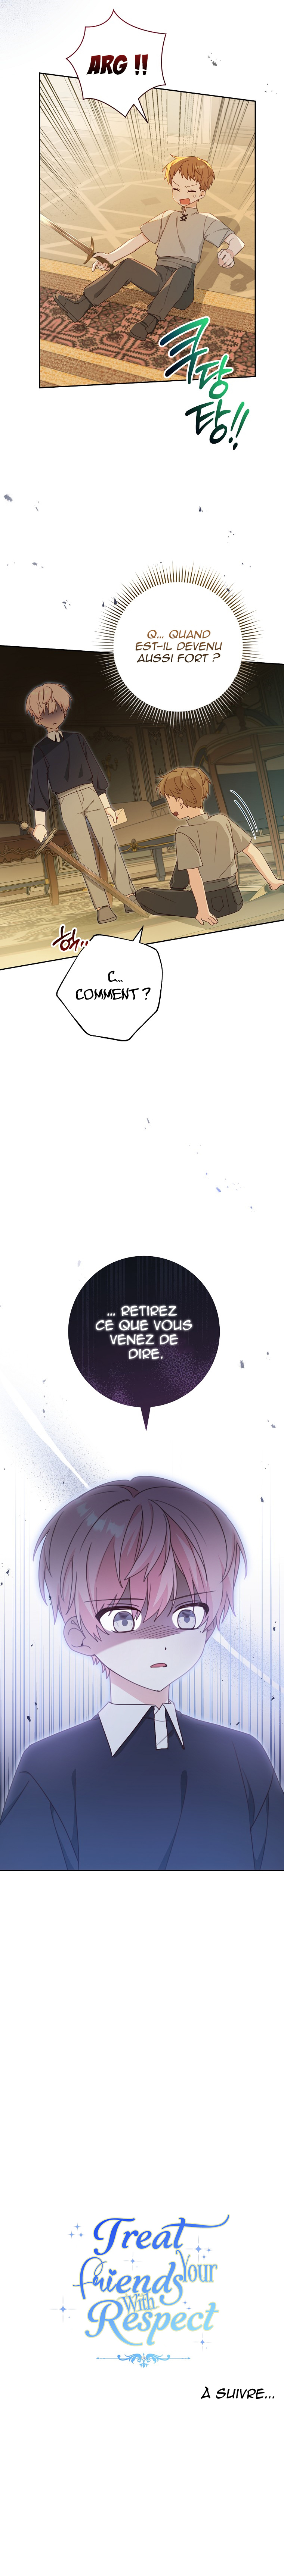 ARG !!
쿠당
탕!!
Q... QUAND
EST-IL DEVENU
AUSSI FORT ?
헉...
C...
COMMENT ?
... RETIREZ
CE QUE VOUS
VENEZ DE
DIRE.
Treat
Your
Friends
With
Respect
À SUIVRE...